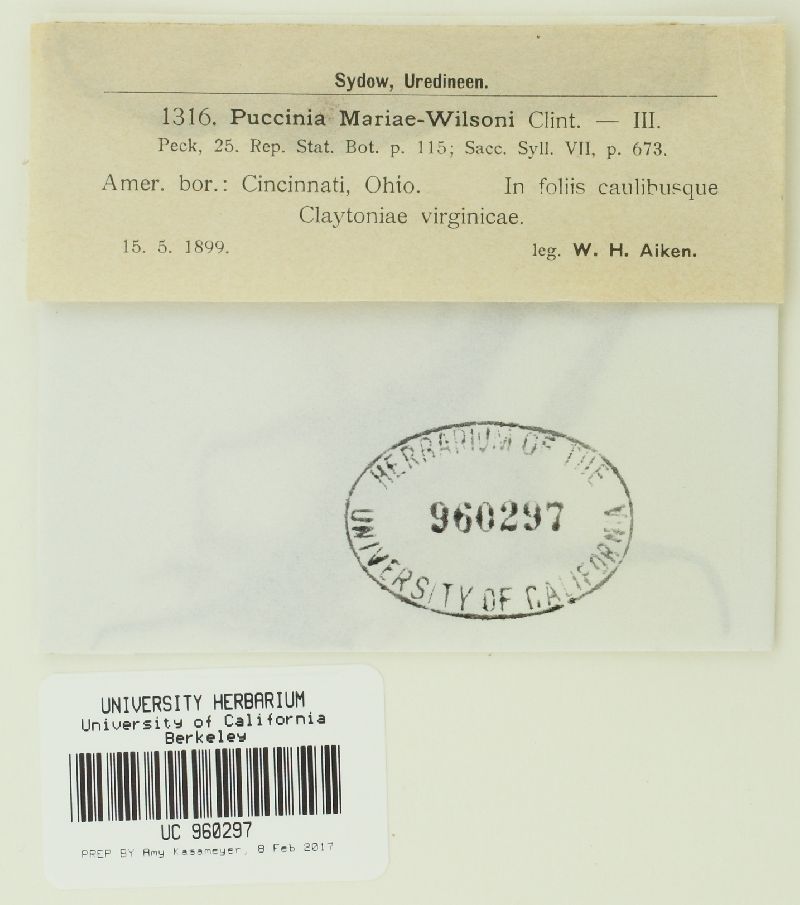 Sydow, Uredineen.
1316. Puccinia Mariae-Wilsoni Clint. — III.
Peck, 25. Rep. Stat. Bot. p. 115; Sacc. Syll. VII, p. 673.
Amer. bor.: Cincinnati, Ohio. In foliis caulibusque
Claytoniae virginicae.
15. 5. 1899. leg. W. H. Aiken.
HERBARIUM OF THE
960297
UNIVERSITY OF CALIFORNIA
UNIVERSITY HERBARIUM
University of California
Berkeley
UC 960297
PREP BY Amy Kasameyer, 8 Feb 2017